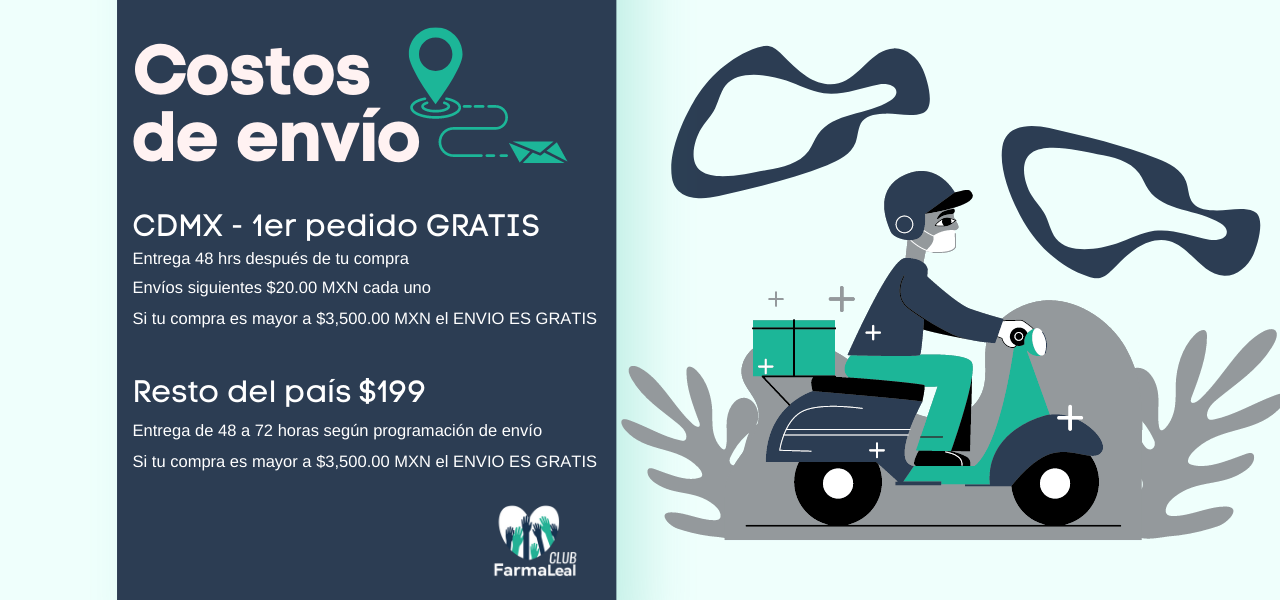 Costos
de envío
CDMX - 1er pedido GRATIS
Entrega 48 hrs después de tu compra
Envíos siguientes $20.00 MXN cada uno
Si tu compra es mayor a $3,500.00 MXN el ENVIO ES GRATIS
Resto del país $199
Entrega de 48 a 72 horas según programación de envío
Si tu compra es mayor a $3,500.00 MXN el ENVIO ES GRATIS
CLUB
FarmaLeal